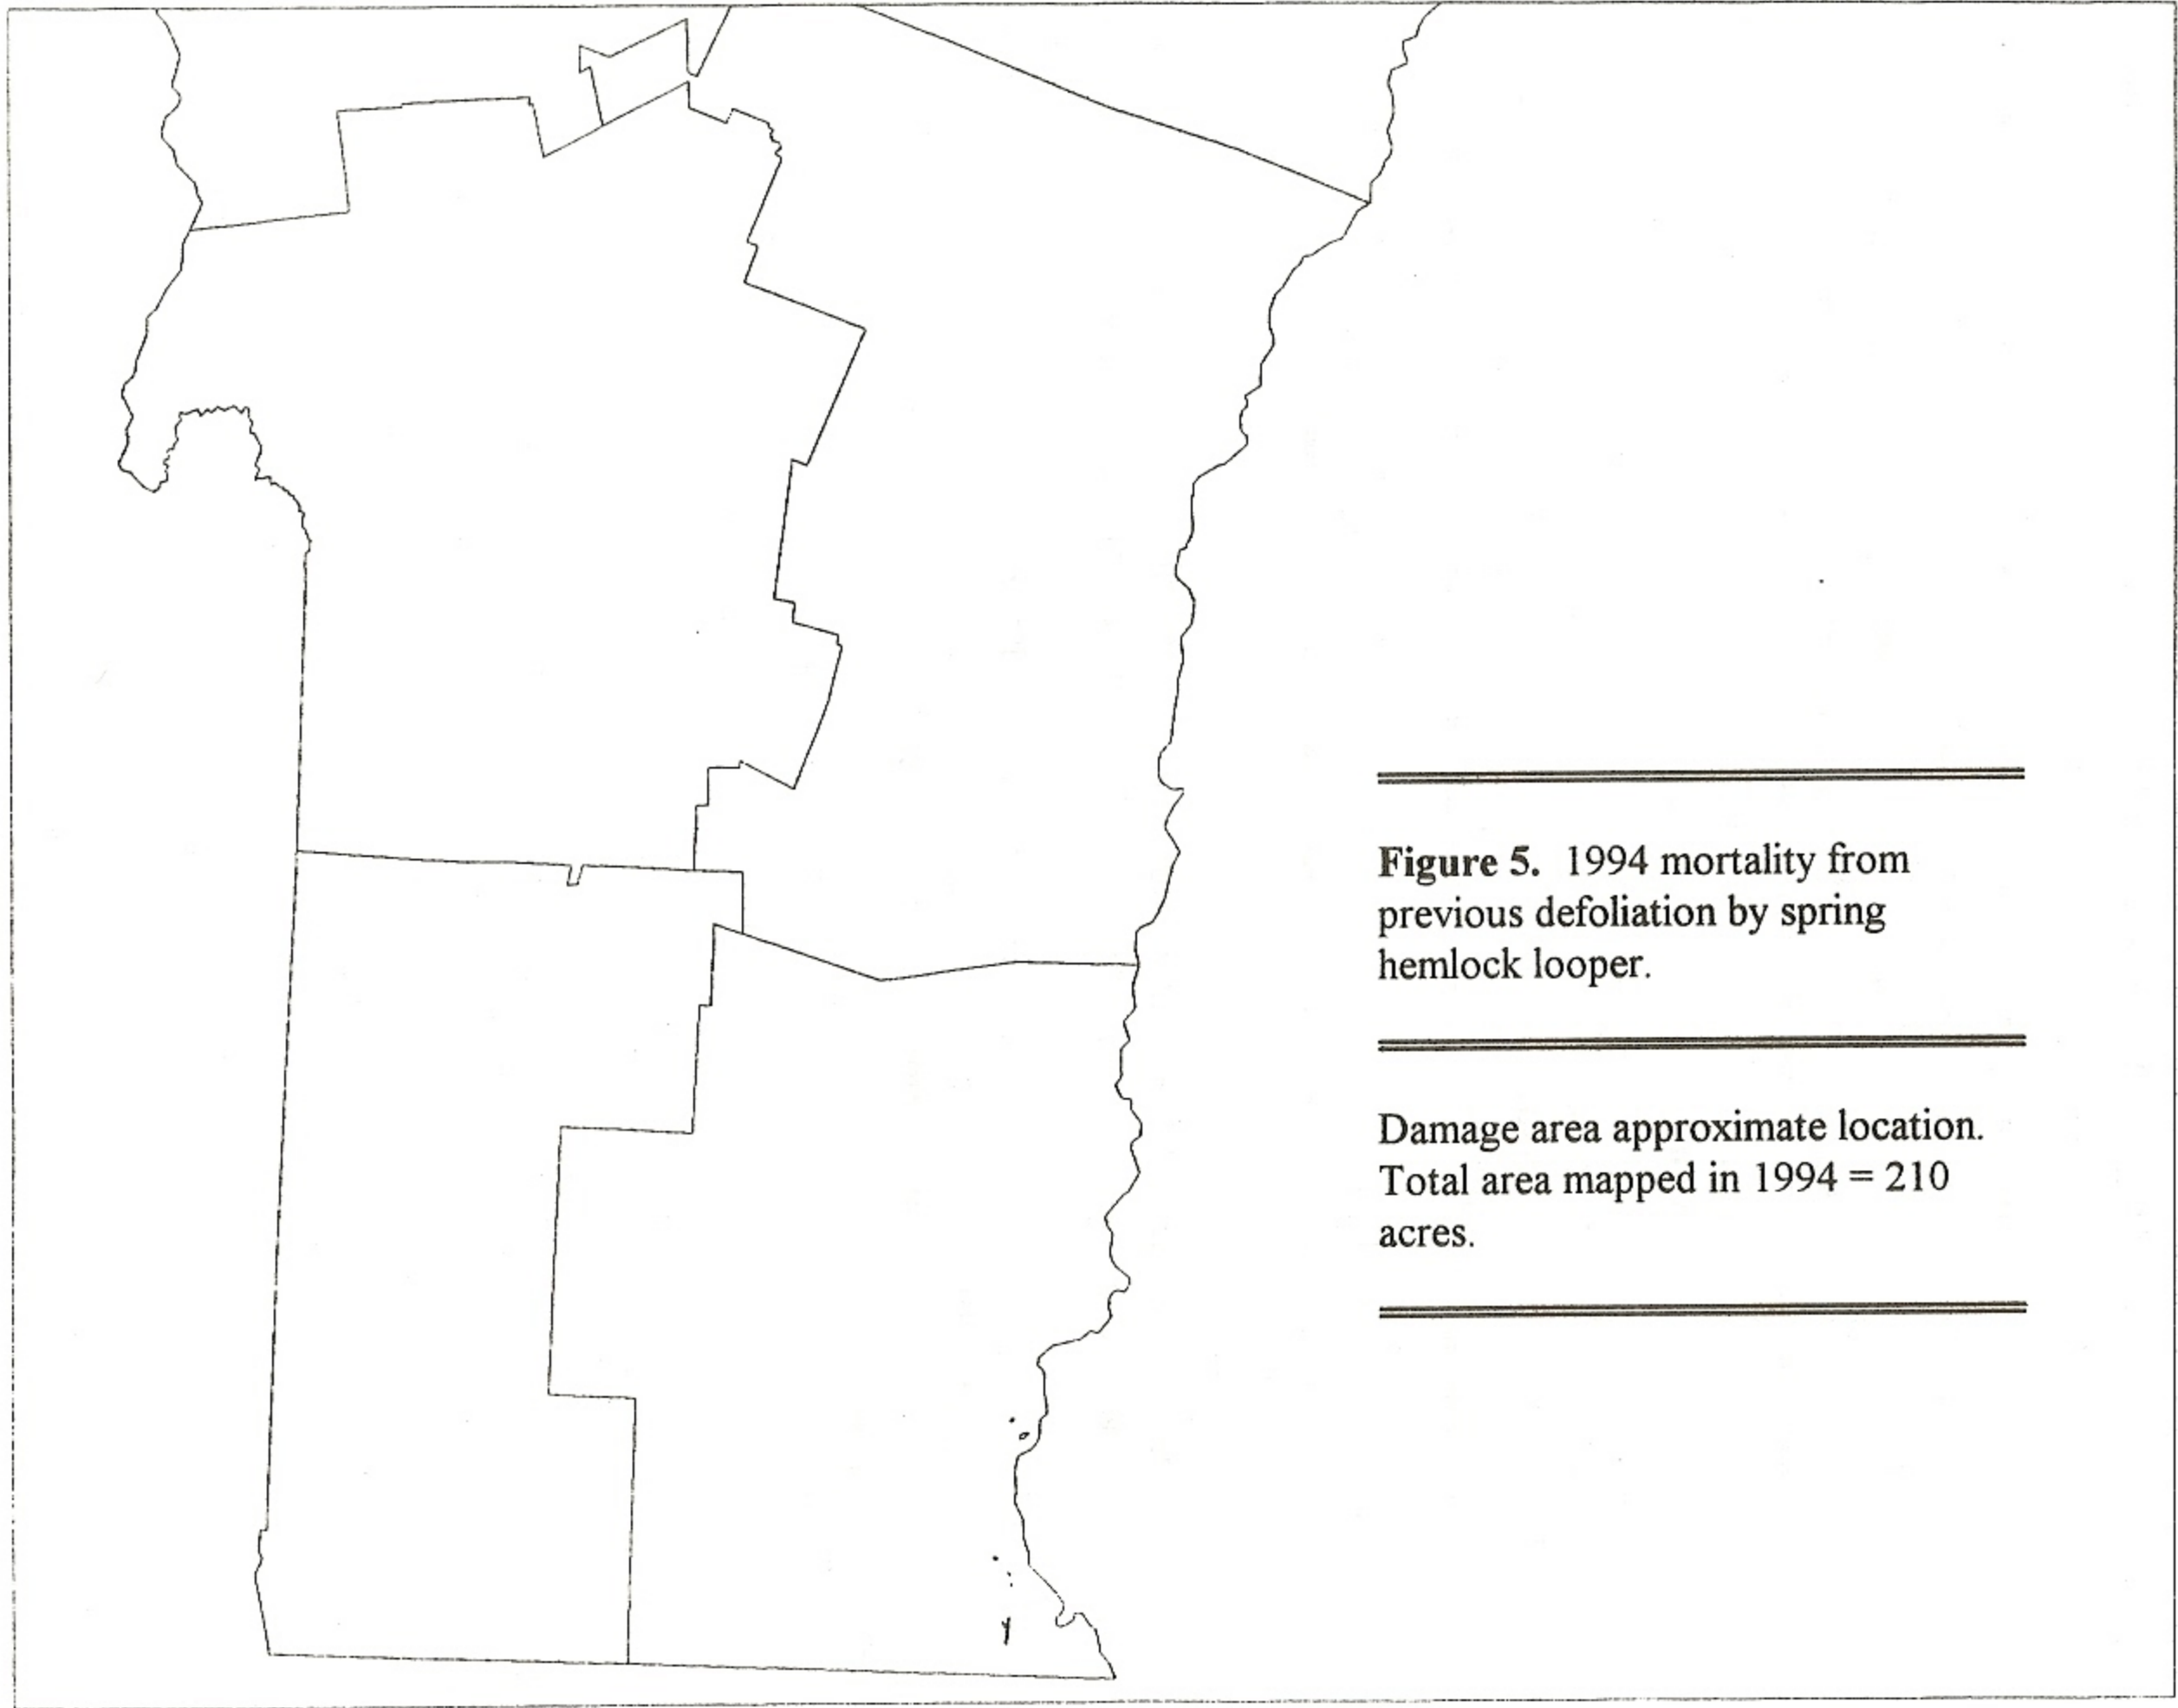 Figure 5. 1994 mortality from
previous defoliation by spring
hemlock looper.
Damage area approximate location.
Total area mapped in 1994 = 210
acres.